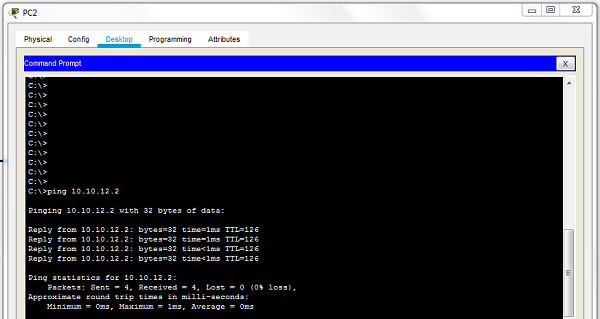 PC2
Physical Config Desktop Programming Attributes
Command Prompt
X
C:\>
C:\>
C:\>
C:\>
C:\>
C:\>
C:\>
C:\>
C:\>
C:\>
C:\>
C:\>ping 10.10.12.2
Pinging 10.10.12.2 with 32 bytes of data:
Reply from 10.10.12.2: bytes=32 time=1ms TTL=126
Reply from 10.10.12.2: bytes=32 time=1ms TTL=126
Reply from 10.10.12.2: bytes=32 time<1ms TTL=126
Reply from 10.10.12.2: bytes=32 time<1ms TTL=126
Ping statistics for 10.10.12.2:
Packets: Sent = 4, Received = 4, Lost = 0 (0% loss),
Approximate round trip times in milli-seconds:
Minimum = 0ms, Maximum = 1ms, Average = 0ms